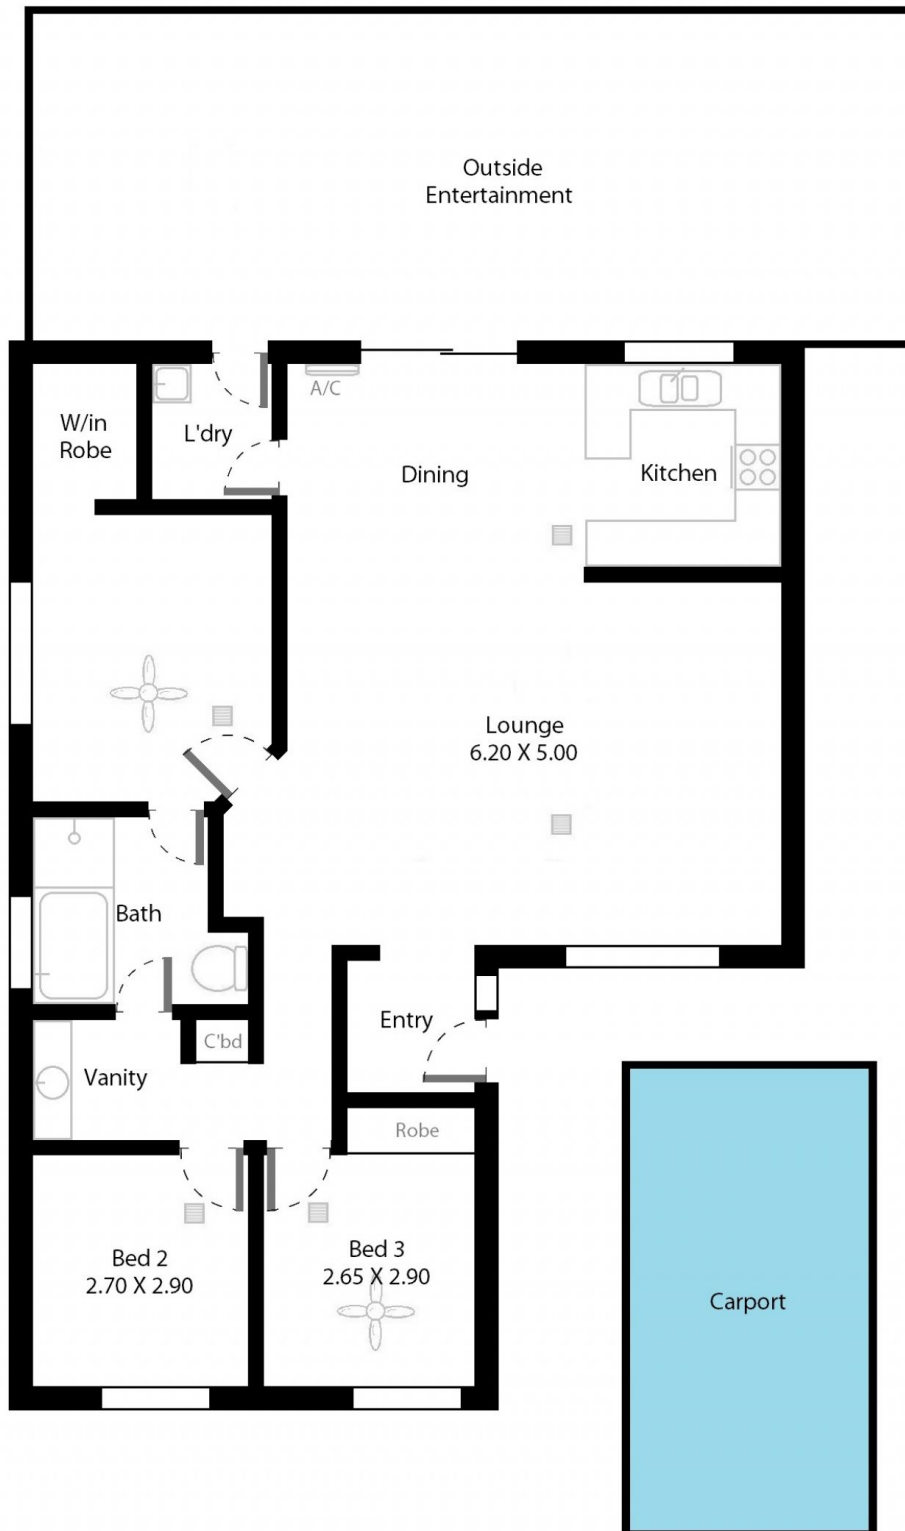 Outside
Entertainment
W/in
Robe
L'dry
A/C
Dining
Kitchen
Lounge
6.20 X 5.00
Bath
Entry
C'bd
Vanity
Robe
Bed 2
2.70 X 2.90
Bed 3
2.65 X 2.90
Carport